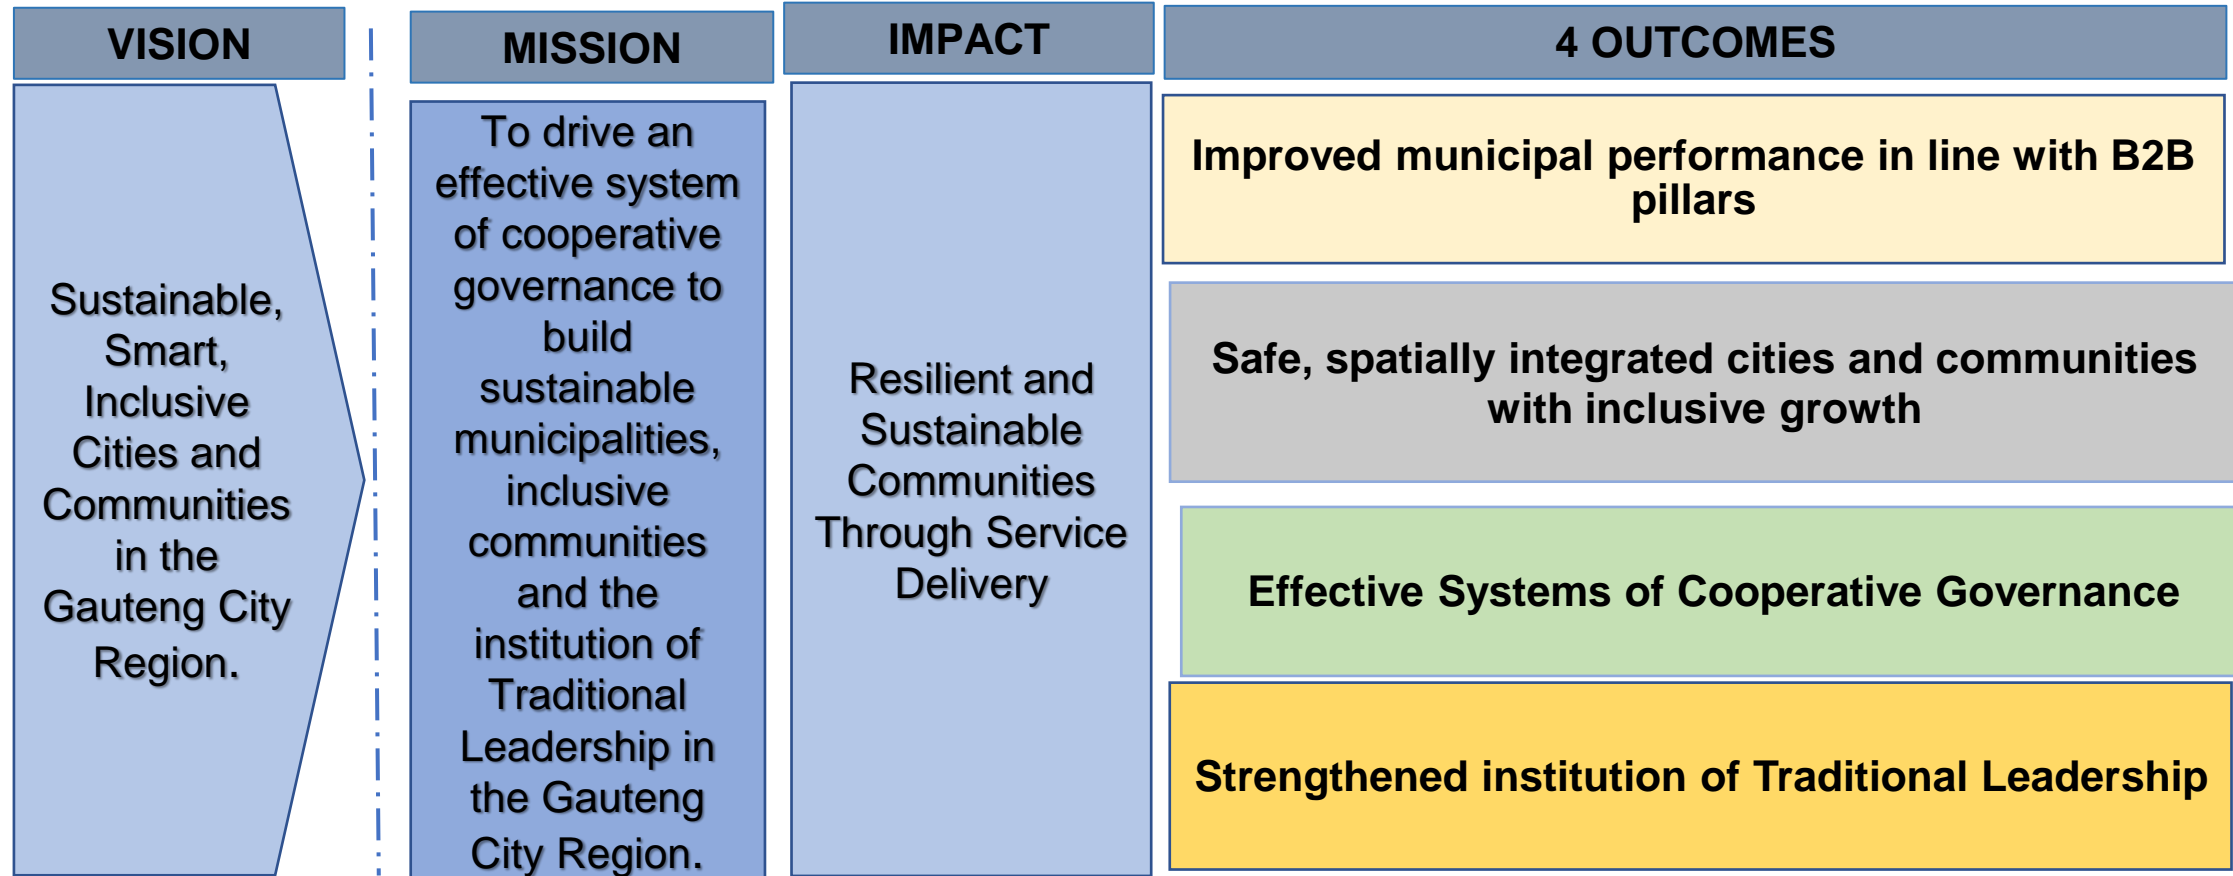 VISION
Sustainable,
Smart,
Inclusive
Cities and
Communities
in the
Gauteng City
Region.
MISSION
To drive an
effective system
of cooperative
governance to
build
sustainable
municipalities,
inclusive
communities
and the
institution of
Traditional
Leadership in
the Gauteng
City Region.
IMPACT
Resilient and
Sustainable
Communities
Through Service
Delivery
4 OUTCOMES
Improved municipal performance in line with B2B
pillars
Safe, spatially integrated cities and communities
with inclusive growth
Effective Systems of Cooperative Governance
Strengthened institution of Traditional Leadership